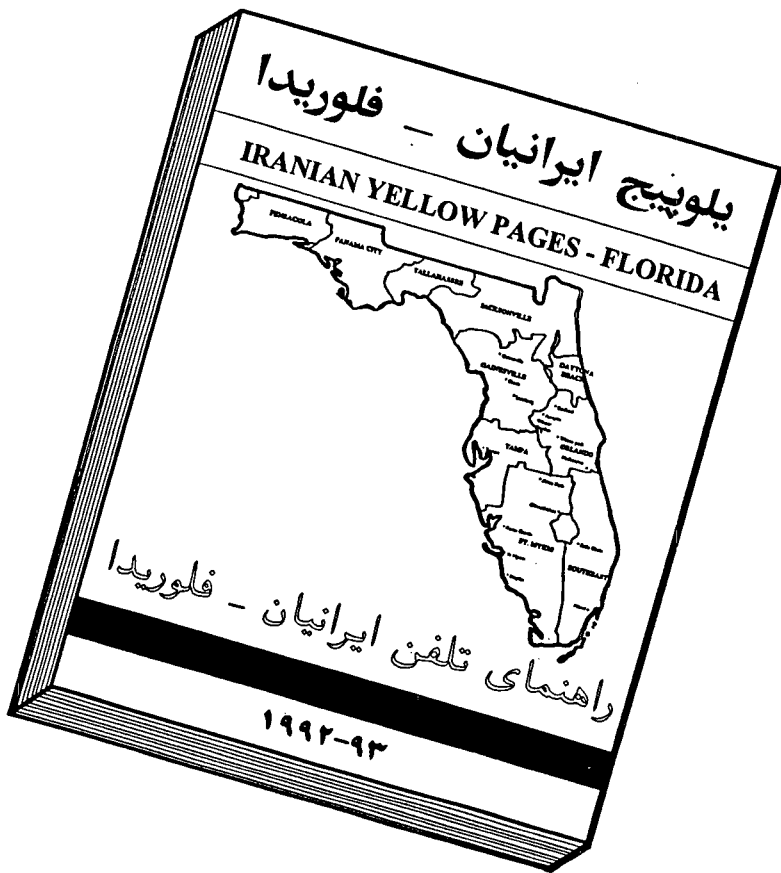 یلوپیج ایرانیان – فلوریدا
IRANIAN YELLOW PAGES - FLORIDA
PENSACOLA
PANAMA CITY
TALLAHASSEE
JACKSONVILLE
GAINESVILLE
DAYTONA BEACH
ORLANDO
TAMPA
FT. MYERS
SOUTHEAST
راهنمای تلفن ایرانیان – فلوریدا
۱۹۹۲-۹۳